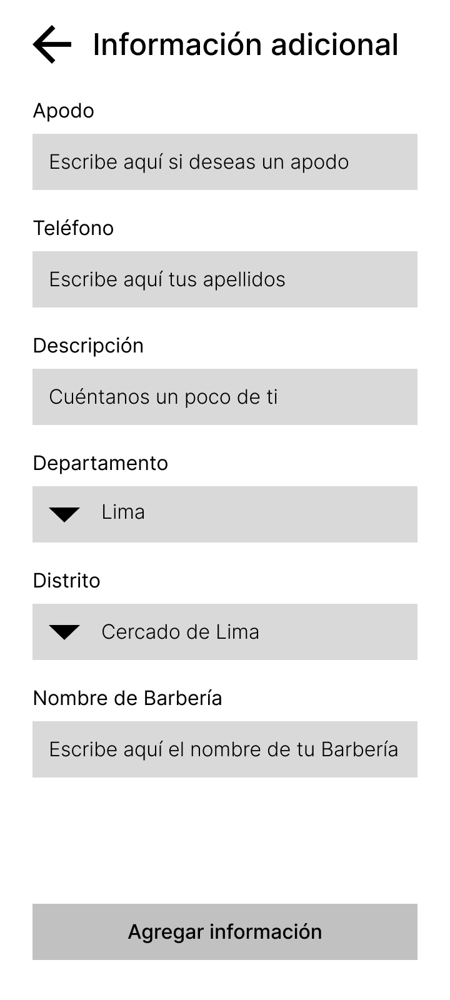 Información adicional
Apodo
Escribe aquí si deseas un apodo
Teléfono
Escribe aquí tus apellidos
Descripción
Cuéntanos un poco de ti
Departamento
Lima
Distrito
Cercado de Lima
Nombre de Barbería
Escribe aquí el nombre de tu Barbería
Agregar información